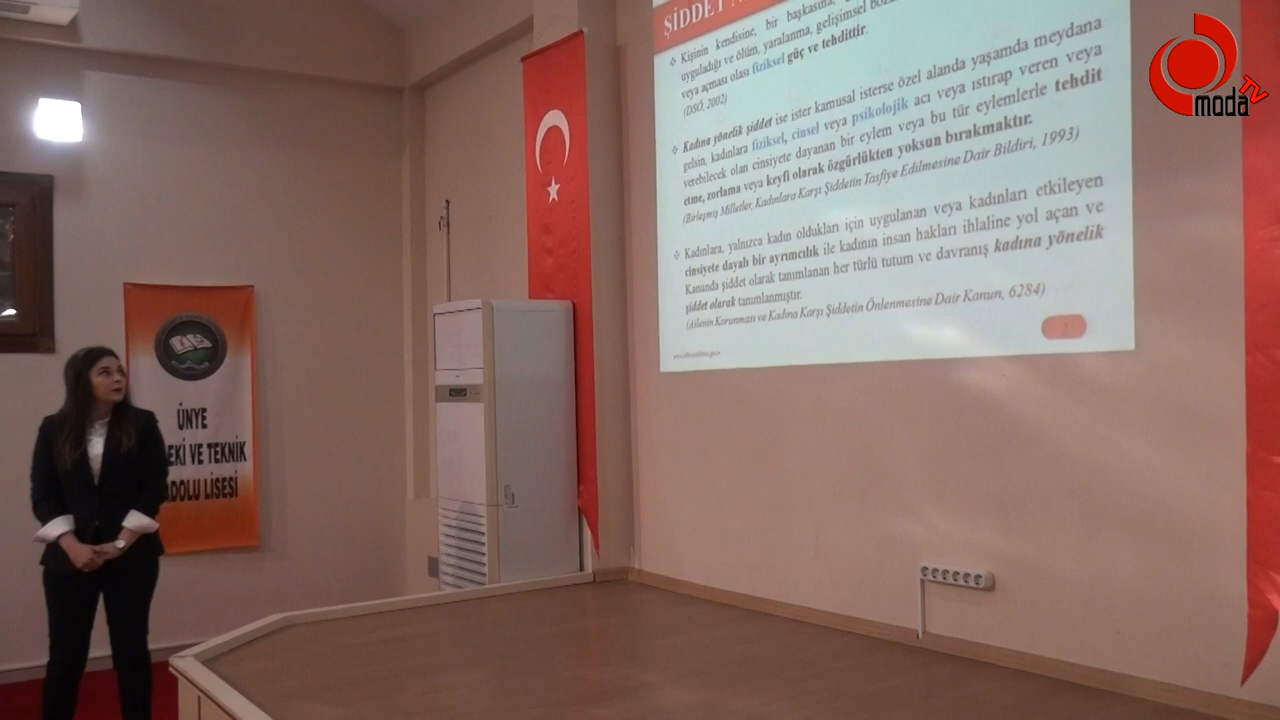 ŞİDDET
Kişinin kendisine, bir başkasına,
uyguladığı ve ölüm, yaralanma, gelişimsel
veya açması olası fiziksel güç ve tehdittir.
(DSÖ, 2002)
Kadına yönelik şiddet ise ister kamusal isterse özel alanda yaşamda meydana
gelsin, kadınlara fiziksel, cinsel veya psikolojik acı veya ıstırap veren veya
verebilecek olan cinsiyete dayanan bir eylem veya bu tür eylemlerle tehdit
etme, zorlama veya keyfi olarak özgürlükten yoksun bırakmaktır.
(Birleşmiş Milletler, Kadınlara Karşı Şiddetin Tasfiye Edilmesine Dair Bildiri, 1993)
Kadınlara, yalnızca kadın oldukları için uygulanan veya kadınları etkileyen
cinsiyete dayalı bir ayrımcılık ile kadının insan hakları ihlaline yol açan ve
Kanunda şiddet olarak tanımlanan her türlü tutum ve davranış kadına yönelik
şiddet olarak tanımlanmıştır.
(Ailenin Korunması ve Kadına Karşı Şiddetin Önlenmesine Dair Kanun, 6284)
moda TV
ÜNYE
EKİ VE TEKNİK
ADOLU LİSESİ